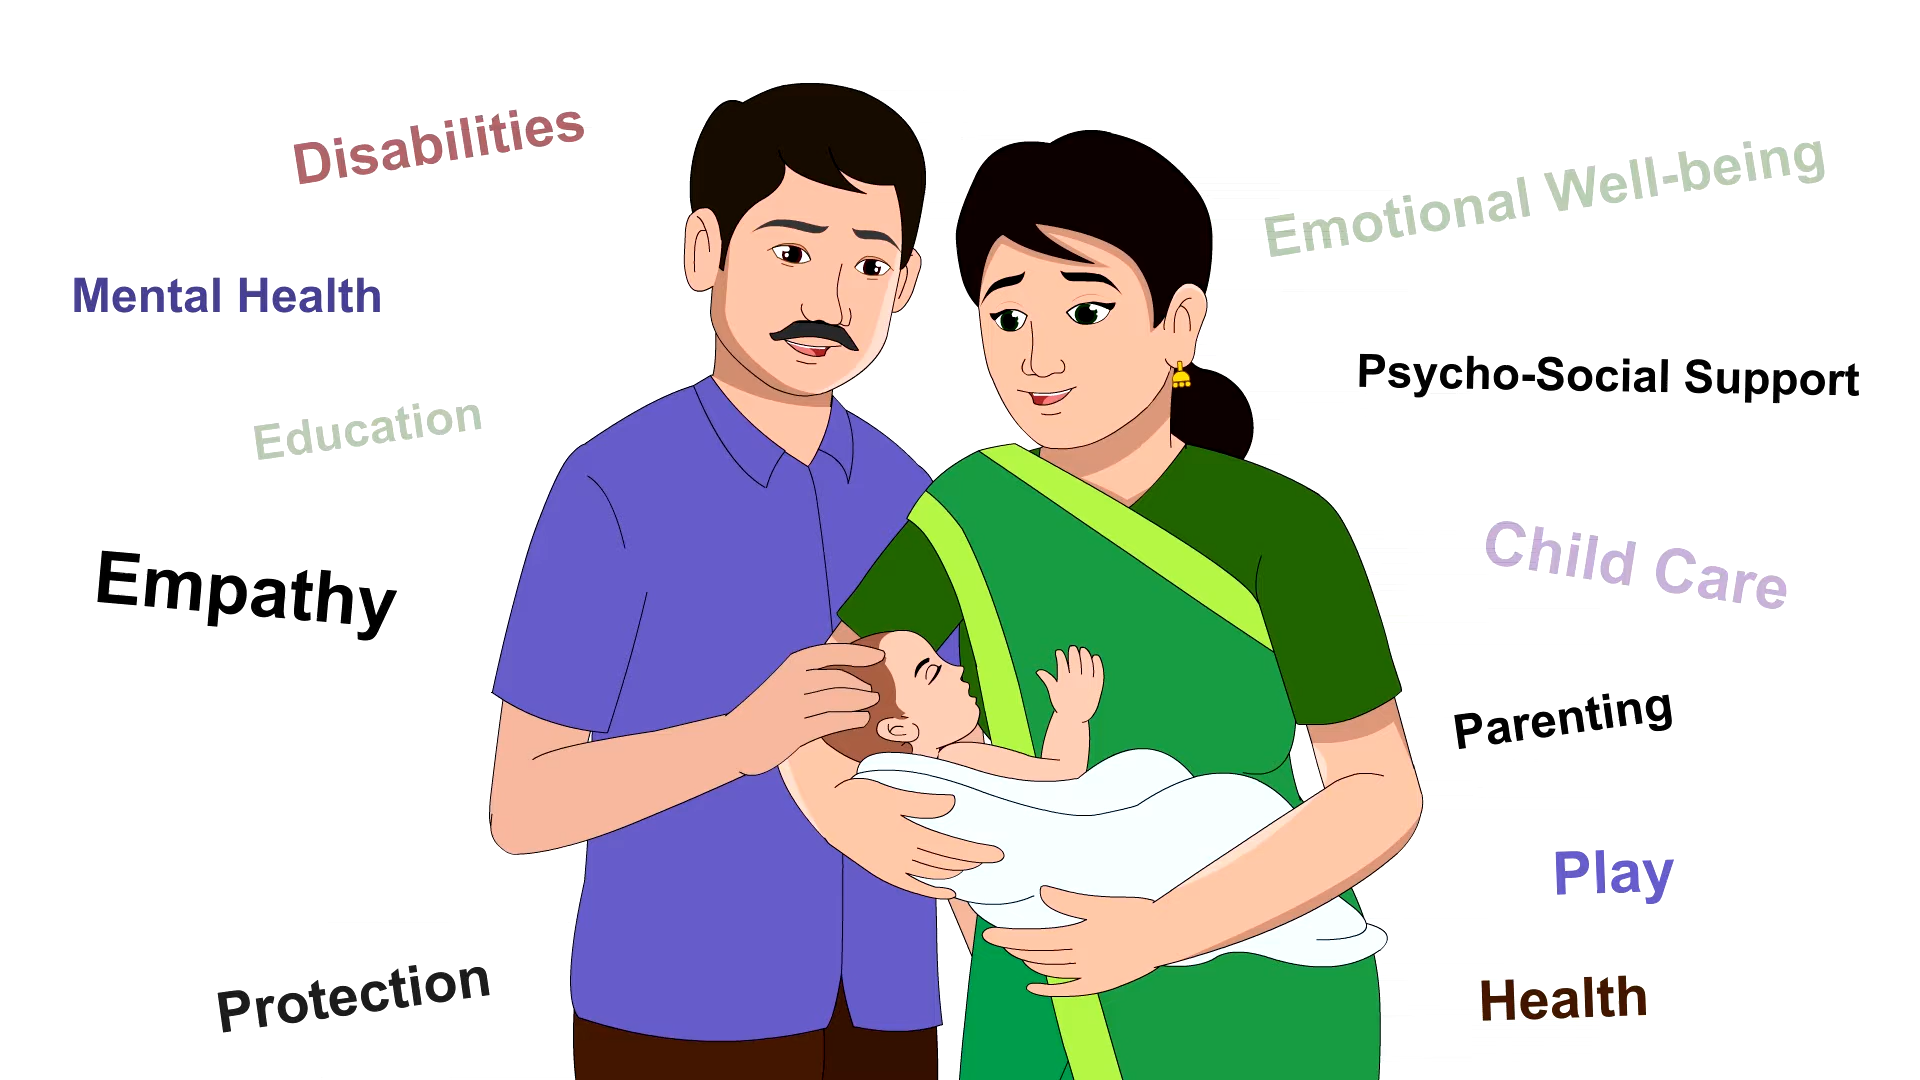 Disabilities
Emotional Well-being
Mental Health
Psycho-Social Support
Education
Child Care
Empathy
Parenting
Play
Protection
Health